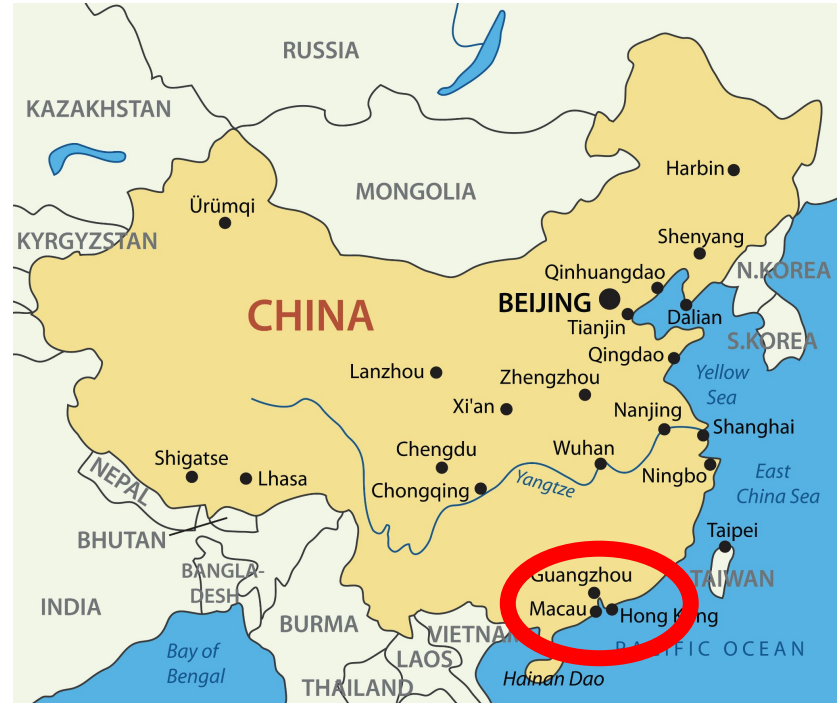 RUSSIA
KAZAKHSTAN
MONGOLIA
Harbin
Ürümqi
KYRGYZSTAN
Shenyang
Qinhuangdao
N.KOREA
BEIJING
CHINA
Tianjin
Dalian
S.KOREA
Qingdao
Lanzhou
Zhengzhou
Yellow
Sea
Xi'an
Nanjing
Shanghai
Chengdu
Wuhan
Shigatse
Lhasa
Chongqing
Yangtze
Ningbo
East
China Sea
NEPAL
BHUTAN
Taipei
BANGLA-
DESH
Guangzhou
TAIWAN
INDIA
Macau
Hong Kong
BURMA
VIETNAM
PACIFIC OCEAN
Bay of
Bengal
LAOS
Hainan Dao
THAILAND